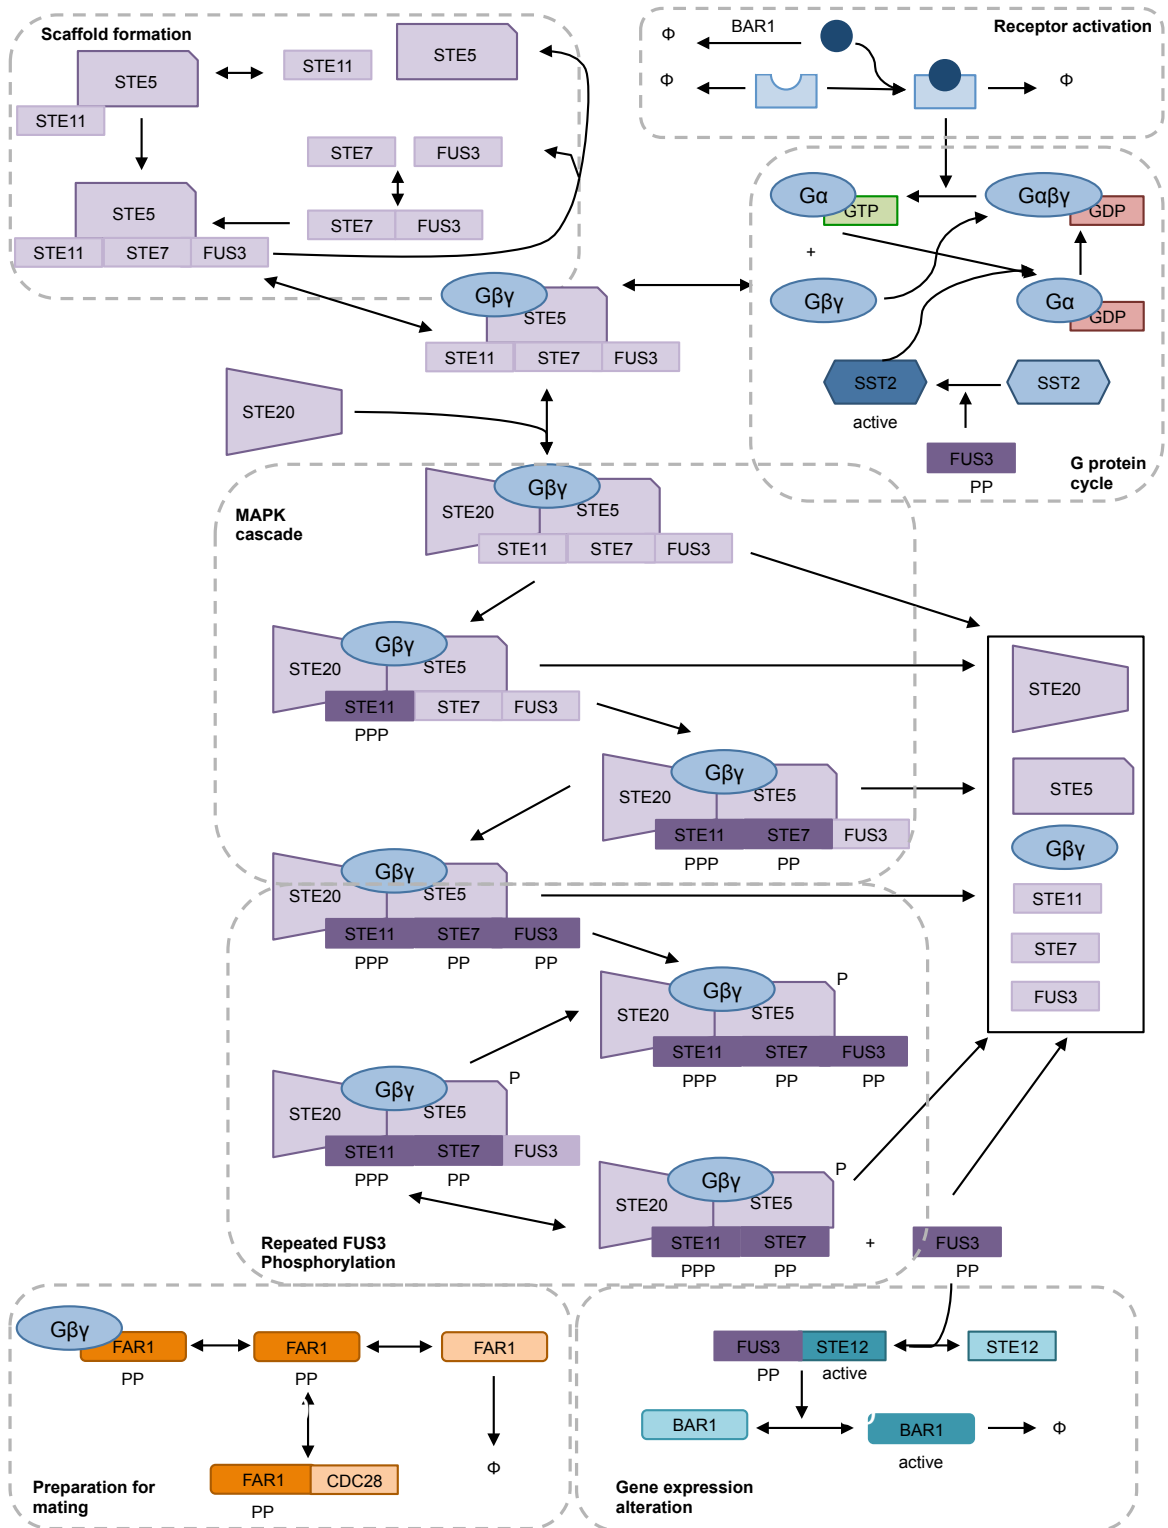 Scaffold formation
STE5
STE11
STE11
STE5
STE5
STE11
STE7
FUS3
STE7
FUS3
STE7
FUS3
Receptor activation
Φ
BAR1
Φ
Φ
Gα
GTP
Gαβγ
GDP
+
Gβγ
Gα
GDP
SST2
active
SST2
FUS3
PP
G protein
cycle
Gβγ
STE5
STE11
STE7
FUS3
STE20
MAPK
cascade
Gβγ
STE20
STE5
STE11
STE7
FUS3
Gβγ
STE20
STE5
STE11
STE7
FUS3
PPP
Gβγ
STE20
STE5
STE11
STE7
FUS3
PPP
PP
Gβγ
STE20
STE5
STE11
STE7
FUS3
PPP
PP
PP
STE20
STE5
Gβγ
STE11
STE7
FUS3
Gβγ
P
STE20
STE5
STE11
STE7
FUS3
PPP
PP
PP
Gβγ
P
STE20
STE5
STE11
STE7
FUS3
PPP
PP
Gβγ
P
STE20
STE5
STE11
STE7
PPP
PP
+
FUS3
PP
Repeated FUS3
Phosphorylation
Gβγ
FAR1
PP
FAR1
PP
FAR1
Φ
FAR1
CDC28
PP
Preparation for
mating
FUS3
STE12
PP
active
STE12
BAR1
BAR1
active
Φ
Gene expression
alteration